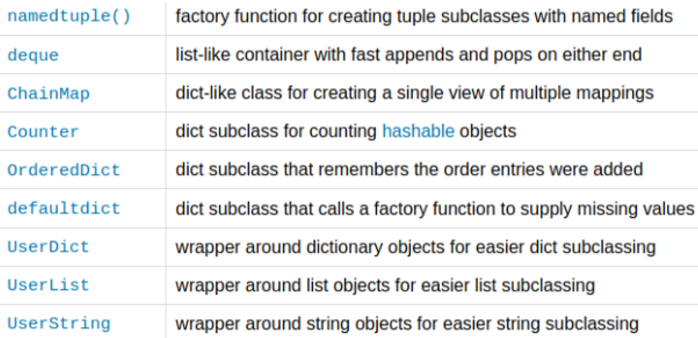 namedtuple() factory function for creating tuple subclasses with named fields
deque list-like container with fast appends and pops on either end
ChainMap dict-like class for creating a single view of multiple mappings
Counter dict subclass for counting hashable objects
OrderedDict dict subclass that remembers the order entries were added
defaultdict dict subclass that calls a factory function to supply missing values
UserDict wrapper around dictionary objects for easier dict subclassing
UserList wrapper around list objects for easier list subclassing
UserString wrapper around string objects for easier string subclassing